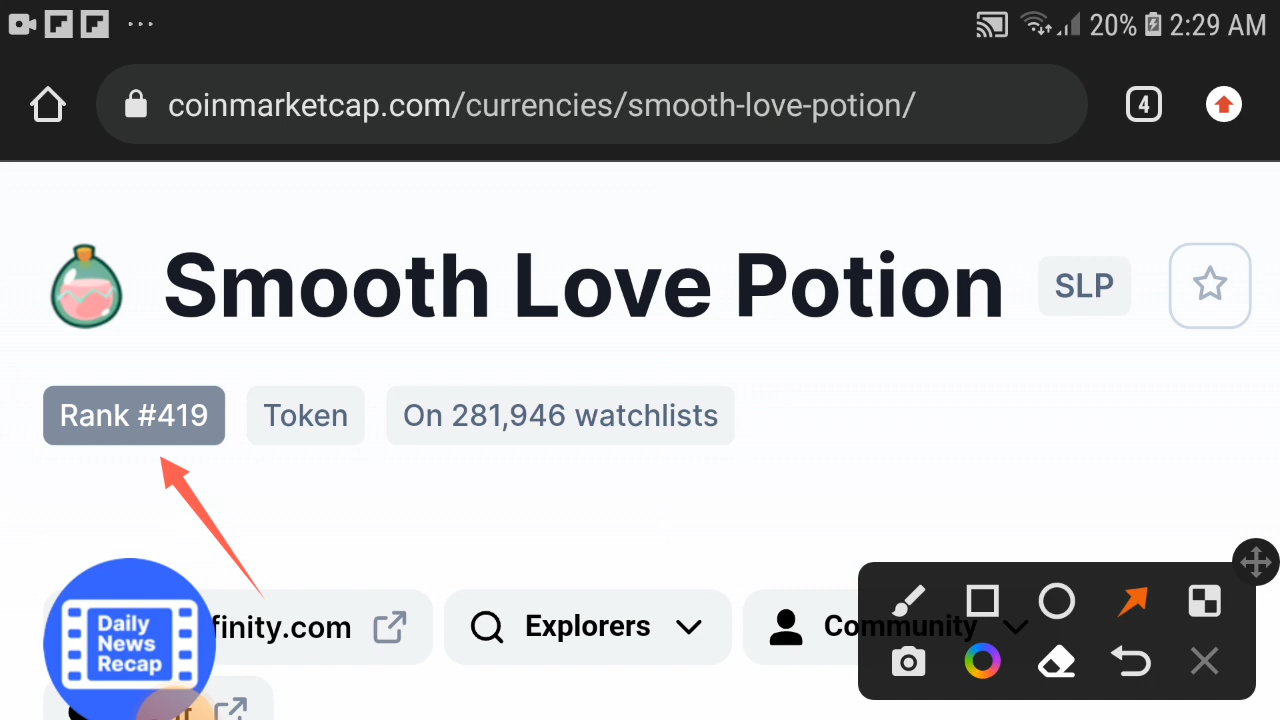 20% 2:29 AM
coinmarketcap.com/currencies/smooth-love-potion/
4
Smooth Love Potion SLP
Rank #419 Token On 281,946 watchlists
finity.com Explorers Community
Daily
News
Recap